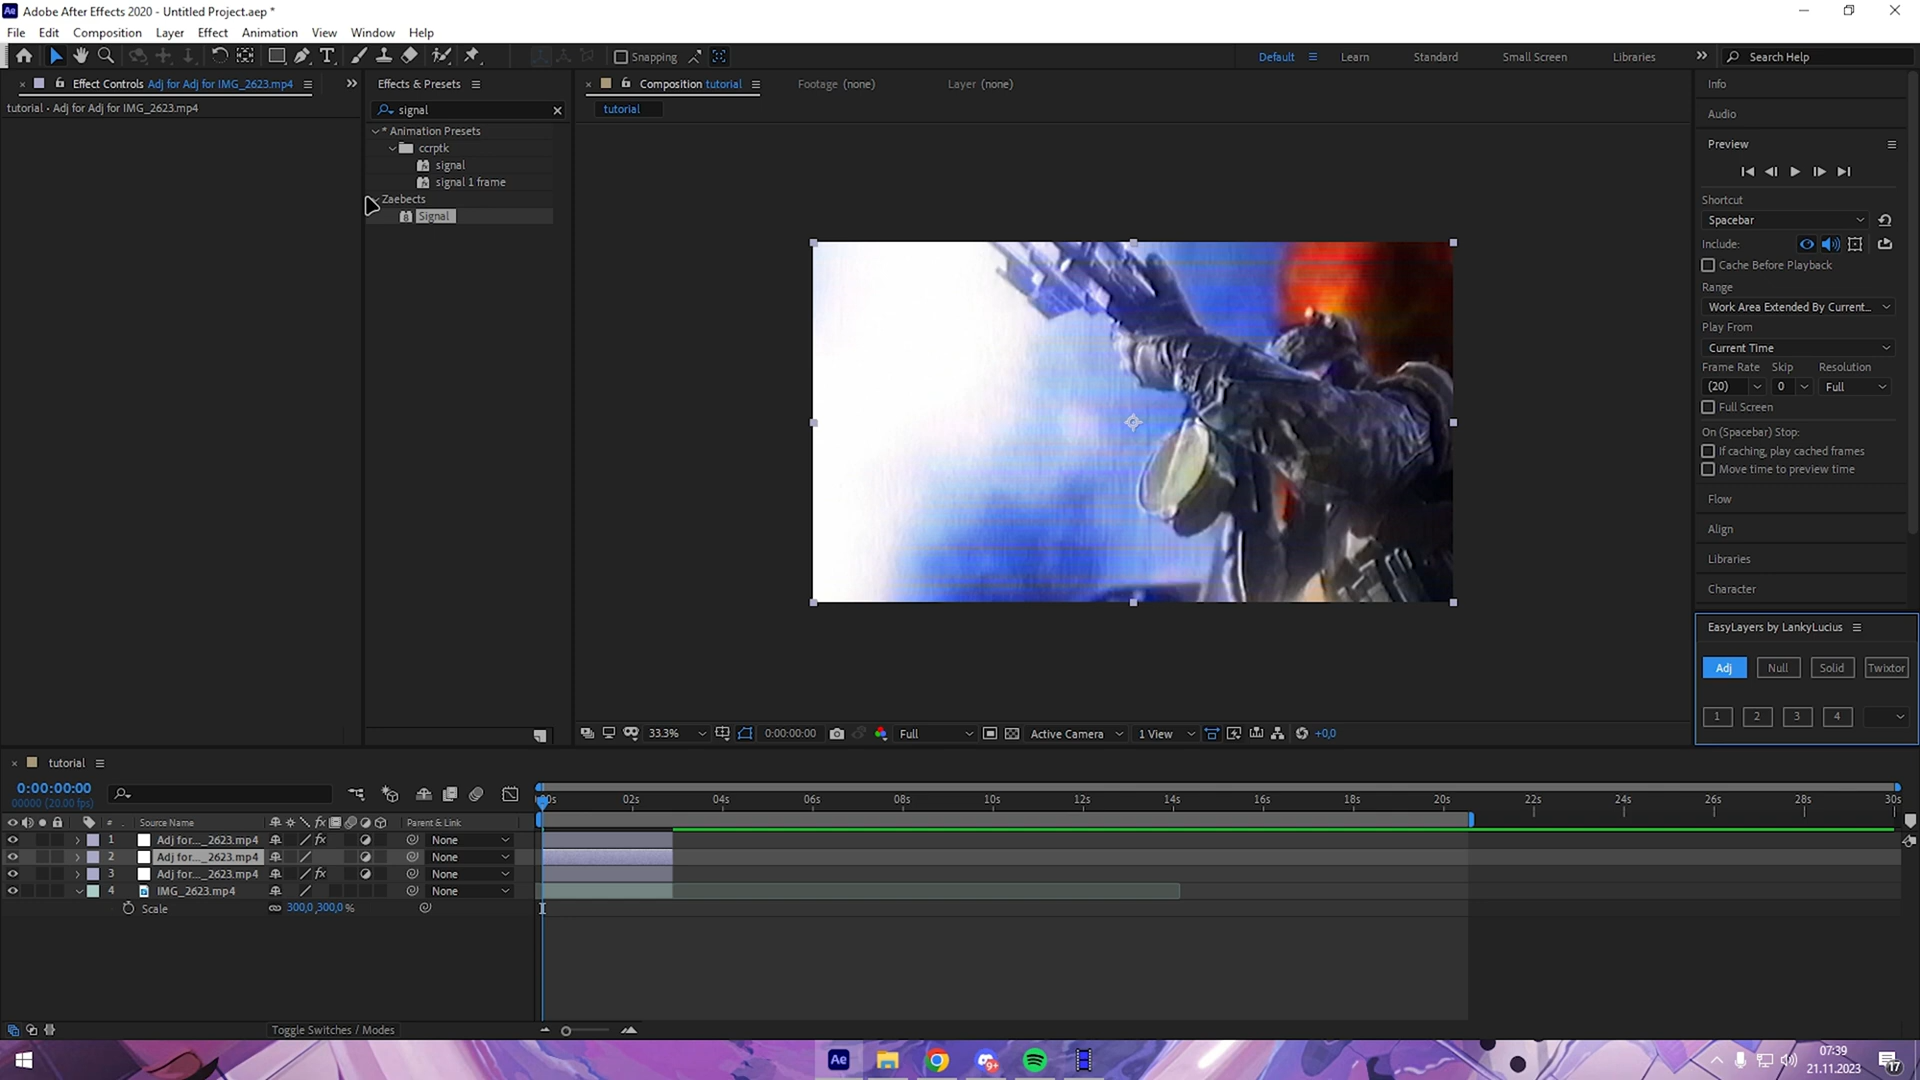 Adobe After Effects 2020 - Untitled Project.aep *
File Edit Composition Layer Effect Animation View Window Help
Snapping
Default Learn Standard Small Screen Libraries Search Help
Effect Controls Adj for Adj for IMG_2623.mp4
tutorial • Adj for Adj for IMG_2623.mp4
Effects & Presets
signal
* Animation Presets
ccrptk
signal
signal 1 frame
Zaebects
Signal
Composition tutorial
Footage (none)
Layer (none)
tutorial
33.3%
0:00:00:00
Full
Active Camera
1 View
+0,0
Info
Audio
Preview
Shortcut
Spacebar
Include:
Cache Before Playback
Range
Work Area Extended By Current...
Play From
Current Time
Frame Rate Skip Resolution
(20) 0 Full
Full Screen
On (Spacebar) Stop:
If caching, play cached frames
Move time to preview time
Flow
Align
Libraries
Character
EasyLayers by LankyLucius
Adj Null Solid Twixtor
1 2 3 4
tutorial
0:00:00:00
00000 (20.00 fps)
02s 04s 06s 08s 10s 12s 14s 16s 18s 20s 22s 24s 26s 28s 30s
# Source Name Parent & Link
1 Adj for..._2623.mp4 None
2 Adj for..._2623.mp4 None
3 Adj for..._2623.mp4 None
4 IMG_2623.mp4 None
Scale 300,0,300,0 %
Toggle Switches / Modes
Ae
9+
07:39
21.11.2023
17